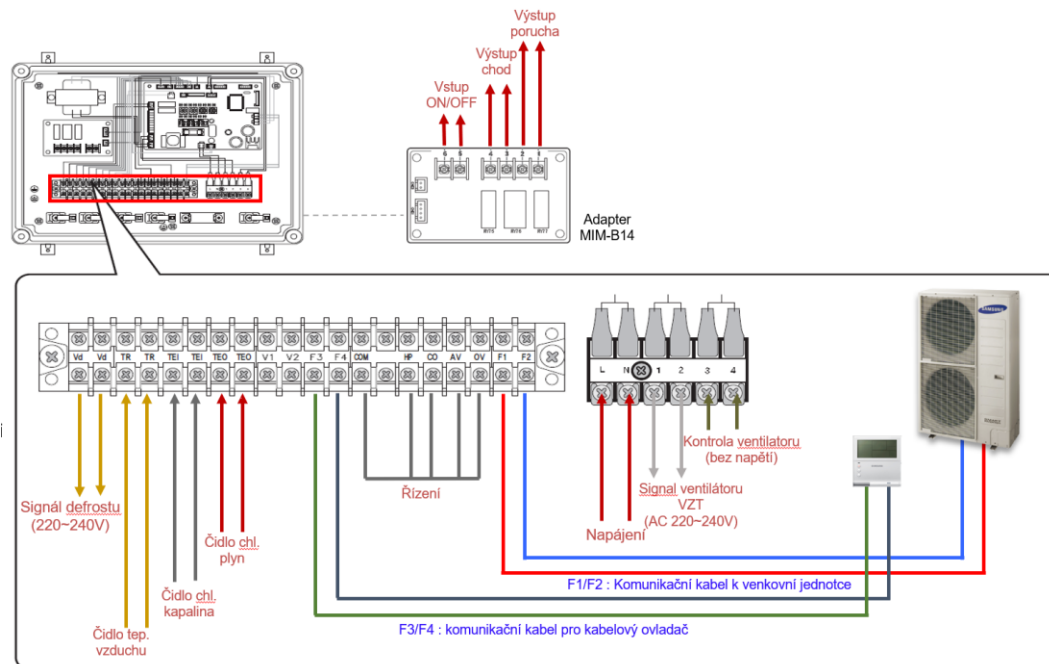 Výstup
porucha
Výstup
chod
Vstup
ON/OFF
6 5 4 3 2 1
Adapter
MIM-B14
SAMSUNG
Vd Vd TR TR TEI TEI TEO TEO V1 V2 F3 F4 COM HP CO AV OV F1 F2
L N 1 2 3 4
i
Kontrola ventilatoru
(bez napětí)
Řízení
Signal ventilátoru
VZT
(AC 220~240V)
Signál defrostu
(220~240V)
Napájení
Čidlo chl.
plyn
F1/F2 : Komunikační kabel k venkovní jednotce
Čidlo chl.
kapalina
F3/F4 : komunikační kabel pro kabelový ovladač
Čidlo tep.
vzduchu